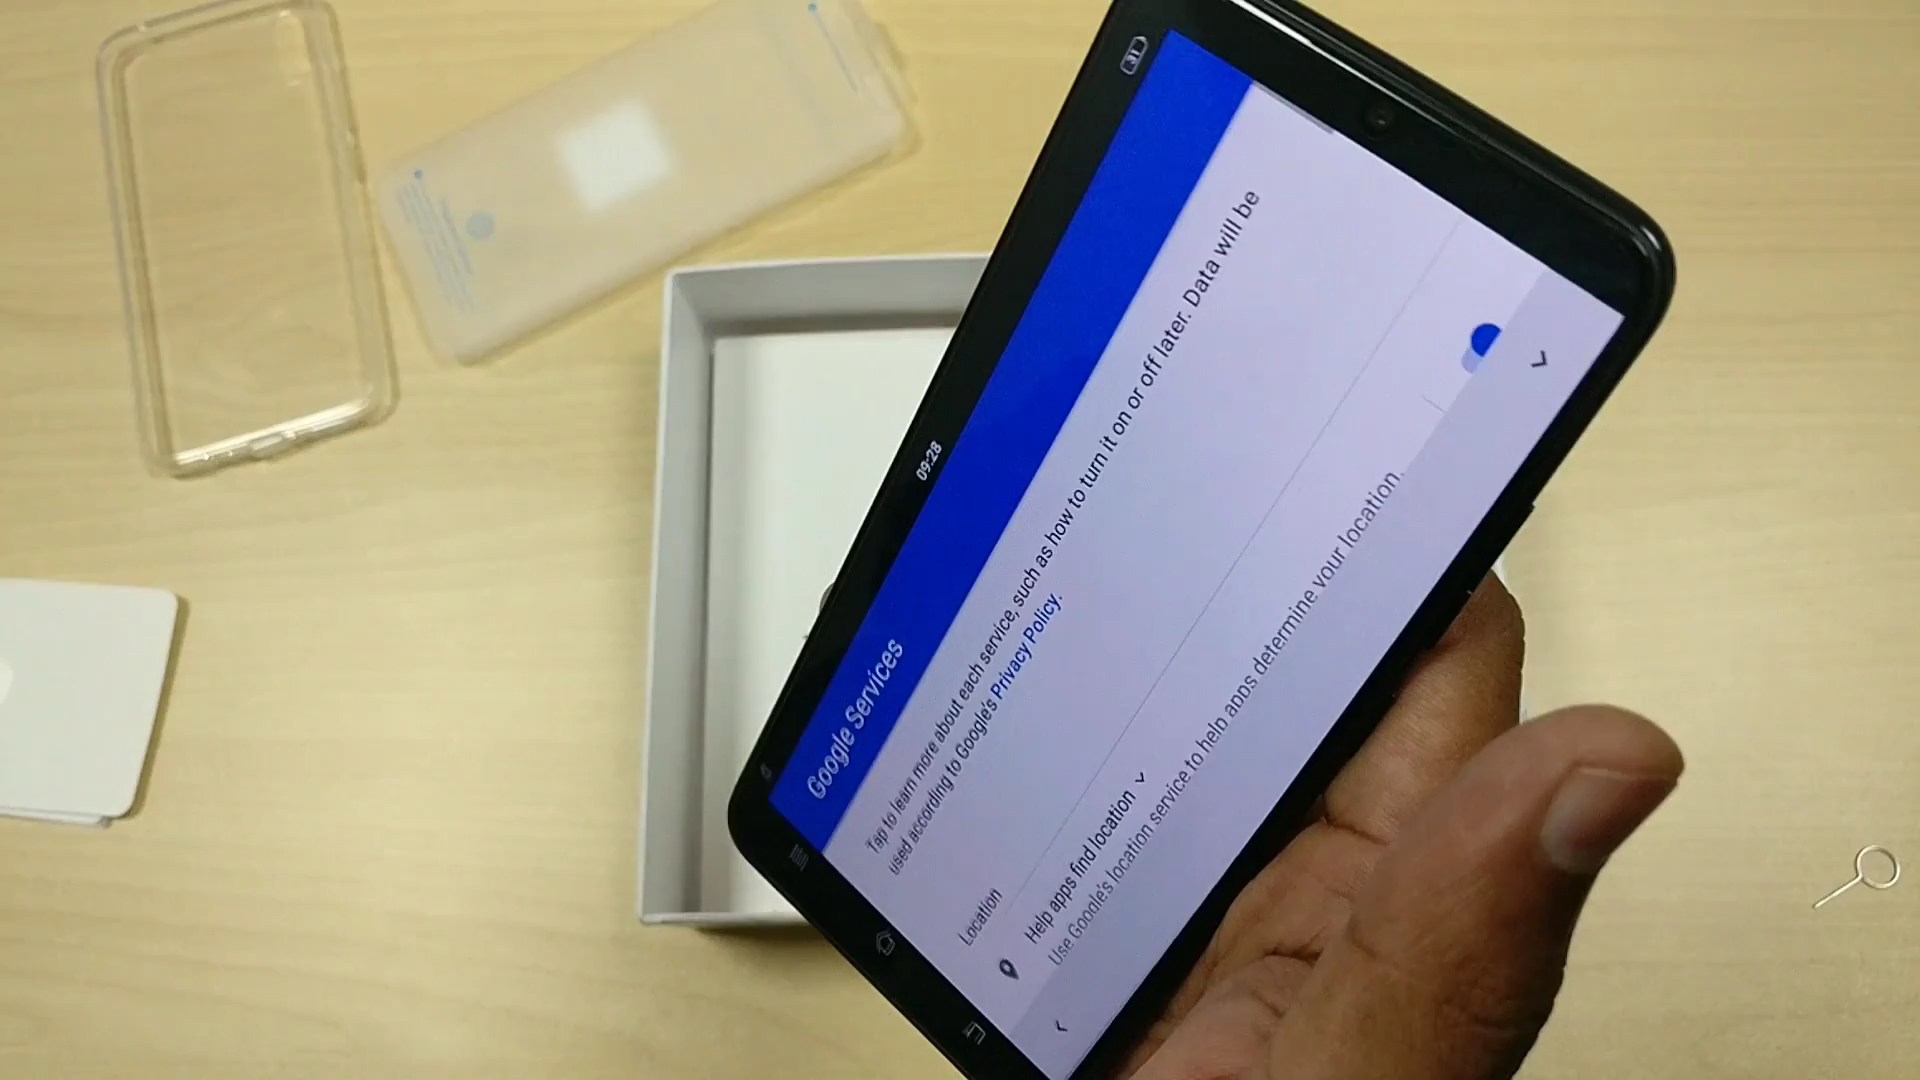 31
09:28
Google Services
Tap to learn more about each service, such as how to turn it on or off later. Data will be
used according to Google's Privacy Policy.
Location
Help apps find location
Use Google's location service to help apps determine your location.